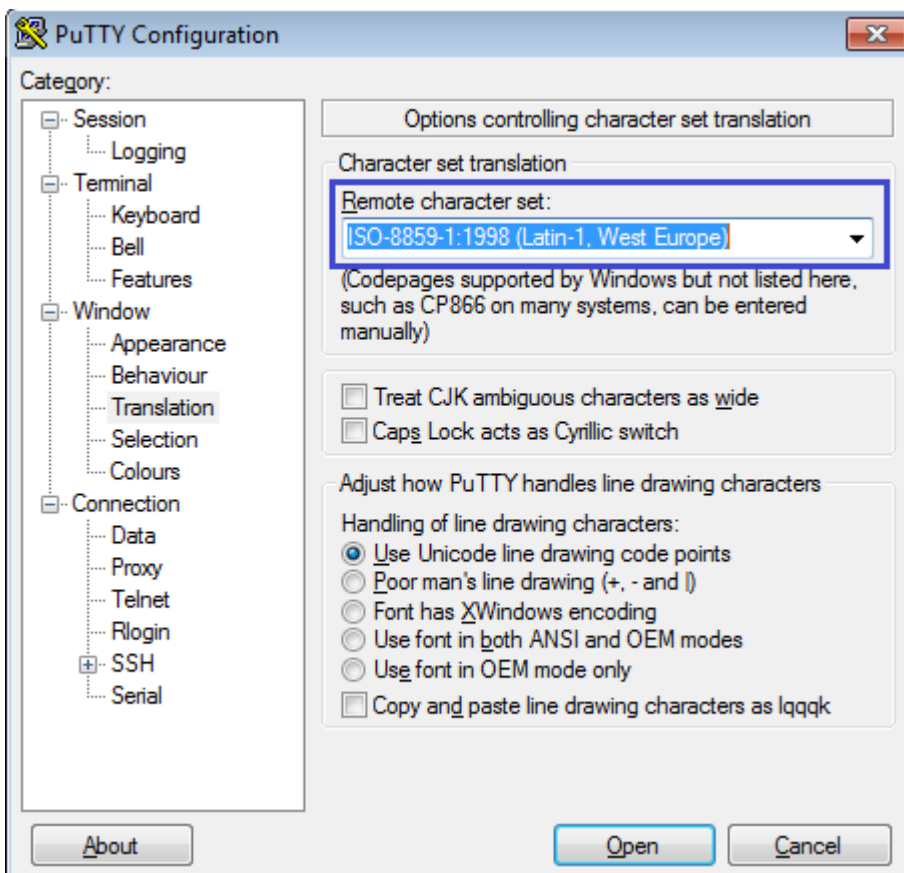 PuTTY Configuration
Category:
Session
Logging
Terminal
Keyboard
Bell
Features
Window
Appearance
Behaviour
Translation
Selection
Colours
Connection
Data
Proxy
Telnet
Rlogin
SSH
Serial
Options controlling character set translation
Character set translation
Remote character set:
ISO-8859-1:1998 (Latin-1, West Europe)
(Codepages supported by Windows but not listed here,
such as CP866 on many systems, can be entered
manually)
Treat CJK ambiguous characters as wide
Caps Lock acts as Cyrillic switch
Adjust how PuTTY handles line drawing characters
Handling of line drawing characters:
Use Unicode line drawing code points
Poor man's line drawing (+, - and |)
Font has XWindows encoding
Use font in both ANSI and OEM modes
Use font in OEM mode only
Copy and paste line drawing characters as lqqqk
About
Open
Cancel